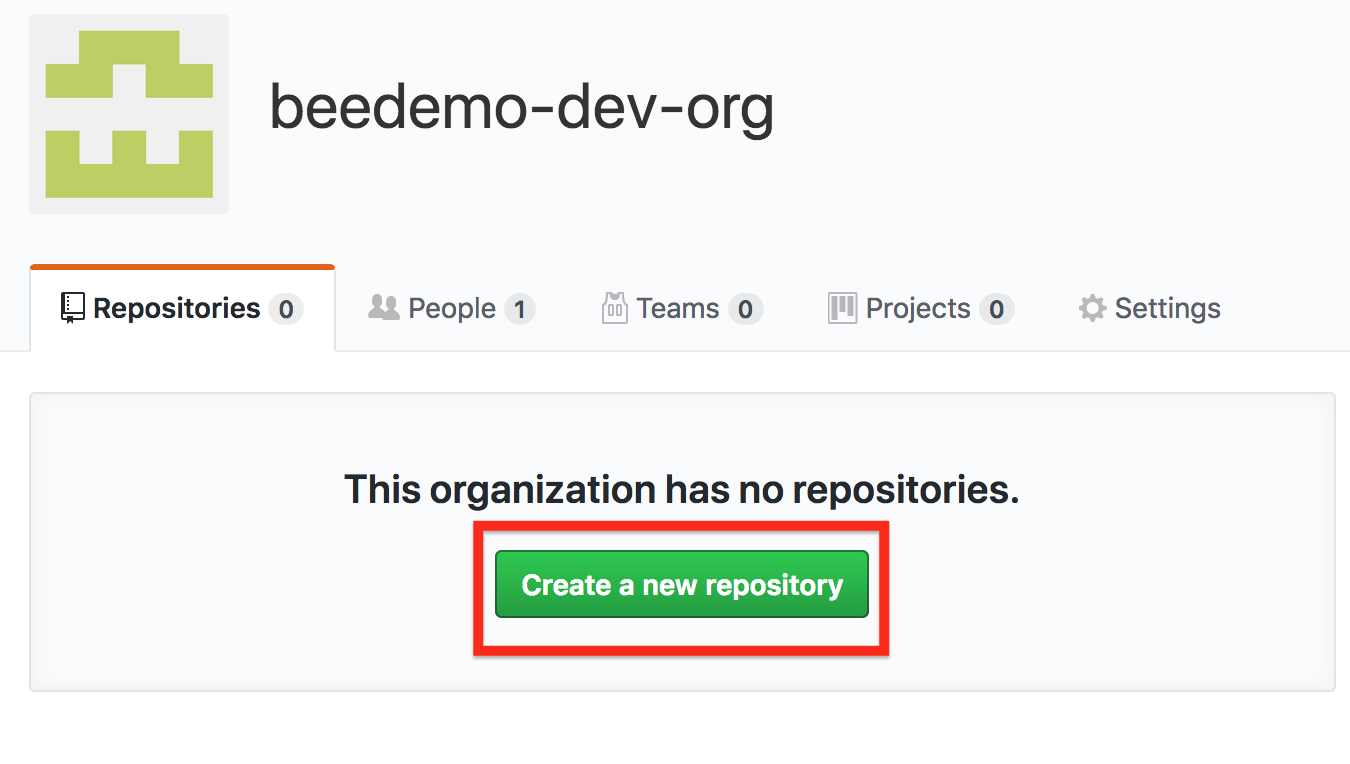 beedemo-dev-org
Repositories 0 People 1 Teams 0 Projects 0 Settings
This organization has no repositories.
Create a new repository